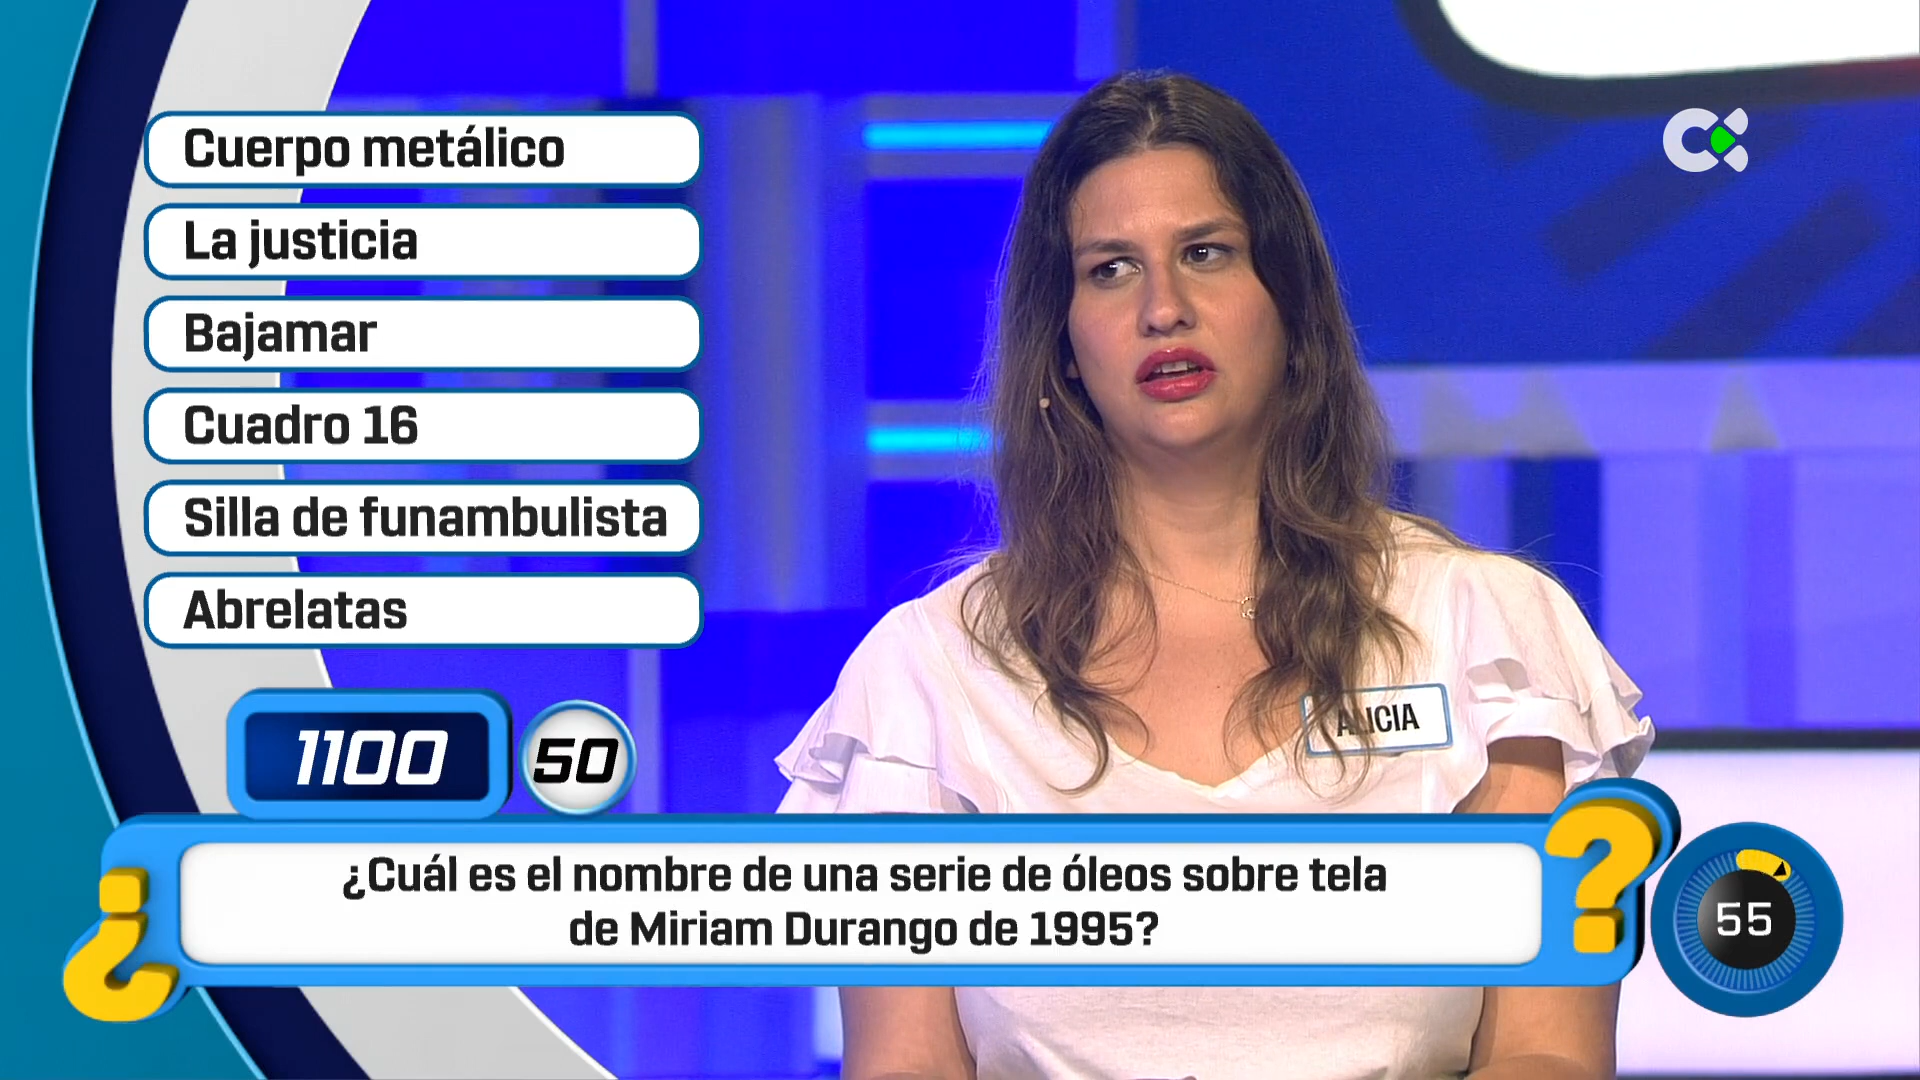 Cuerpo metálico
La justicia
Bajamar
Cuadro 16
Silla de funambulista
Abrelatas
ALICIA
1100
50
¿Cuál es el nombre de una serie de óleos sobre tela
de Miriam Durango de 1995?
55